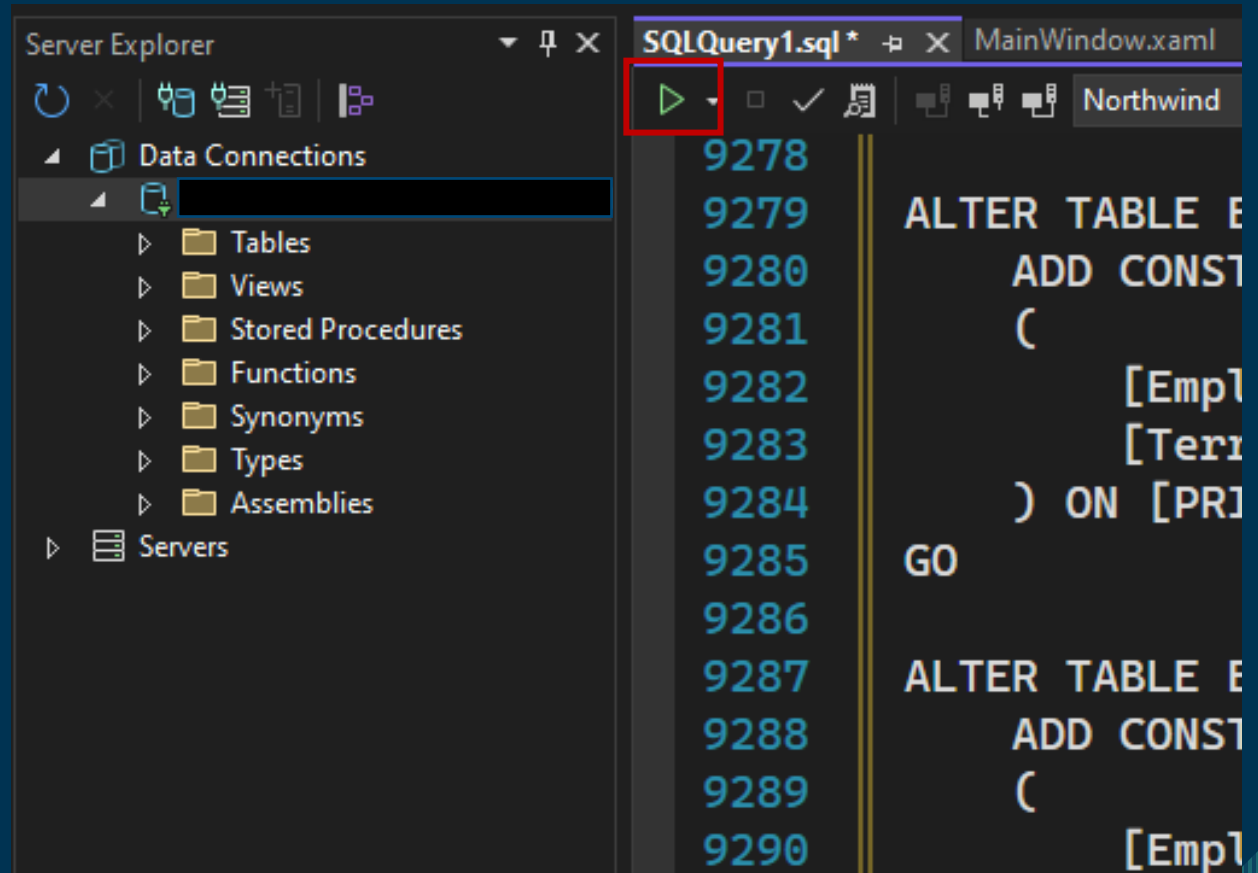 Server Explorer
Data Connections
Tables
Views
Stored Procedures
Functions
Synonyms
Types
Assemblies
Servers
SQLQuery1.sql* MainWindow.xaml
Northwind
9278
9279 ALTER TABLE E
9280 ADD CONST
9281 (
9282 [Empl
9283 [Terr
9284 ) ON [PRI
9285 GO
9286
9287 ALTER TABLE E
9288 ADD CONST
9289 (
9290 [Empl